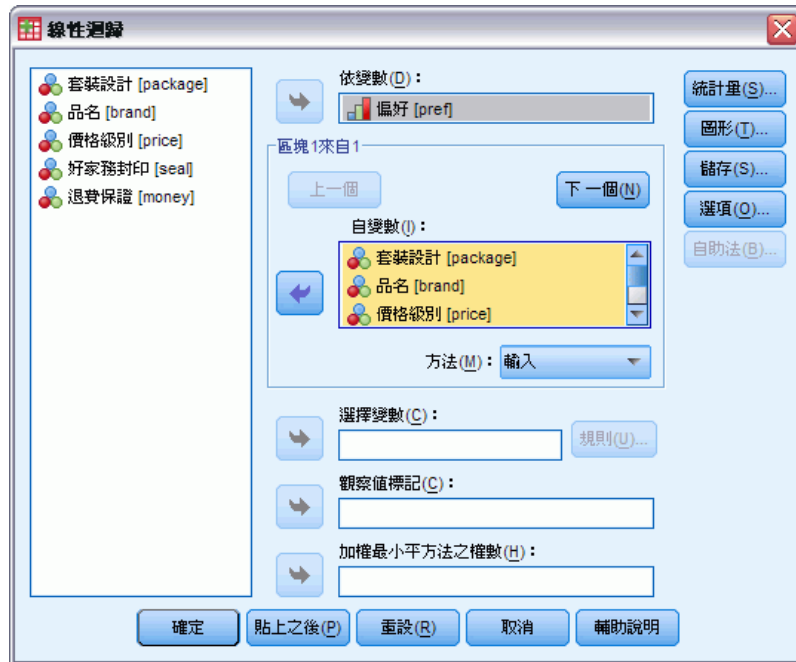 線性迴歸
套裝設計 [package]
品名 [brand]
價格級別 [price]
好家務封印 [seal]
退費保證 [money]
依變數(D)：
偏好 [pref]
區塊1來自1
上一個
下一個(N)
自變數(I)：
套裝設計 [package]
品名 [brand]
價格級別 [price]
方法(M)：
輸入
選擇變數(C)：
規則(U)...
觀察值標記(C)：
加權最小平方法之權數(H)：
統計量(S)...
圖形(T)...
儲存(S)...
選項(O)...
自助法(B)...
確定
貼上之後(P)
重設(R)
取消
輔助說明